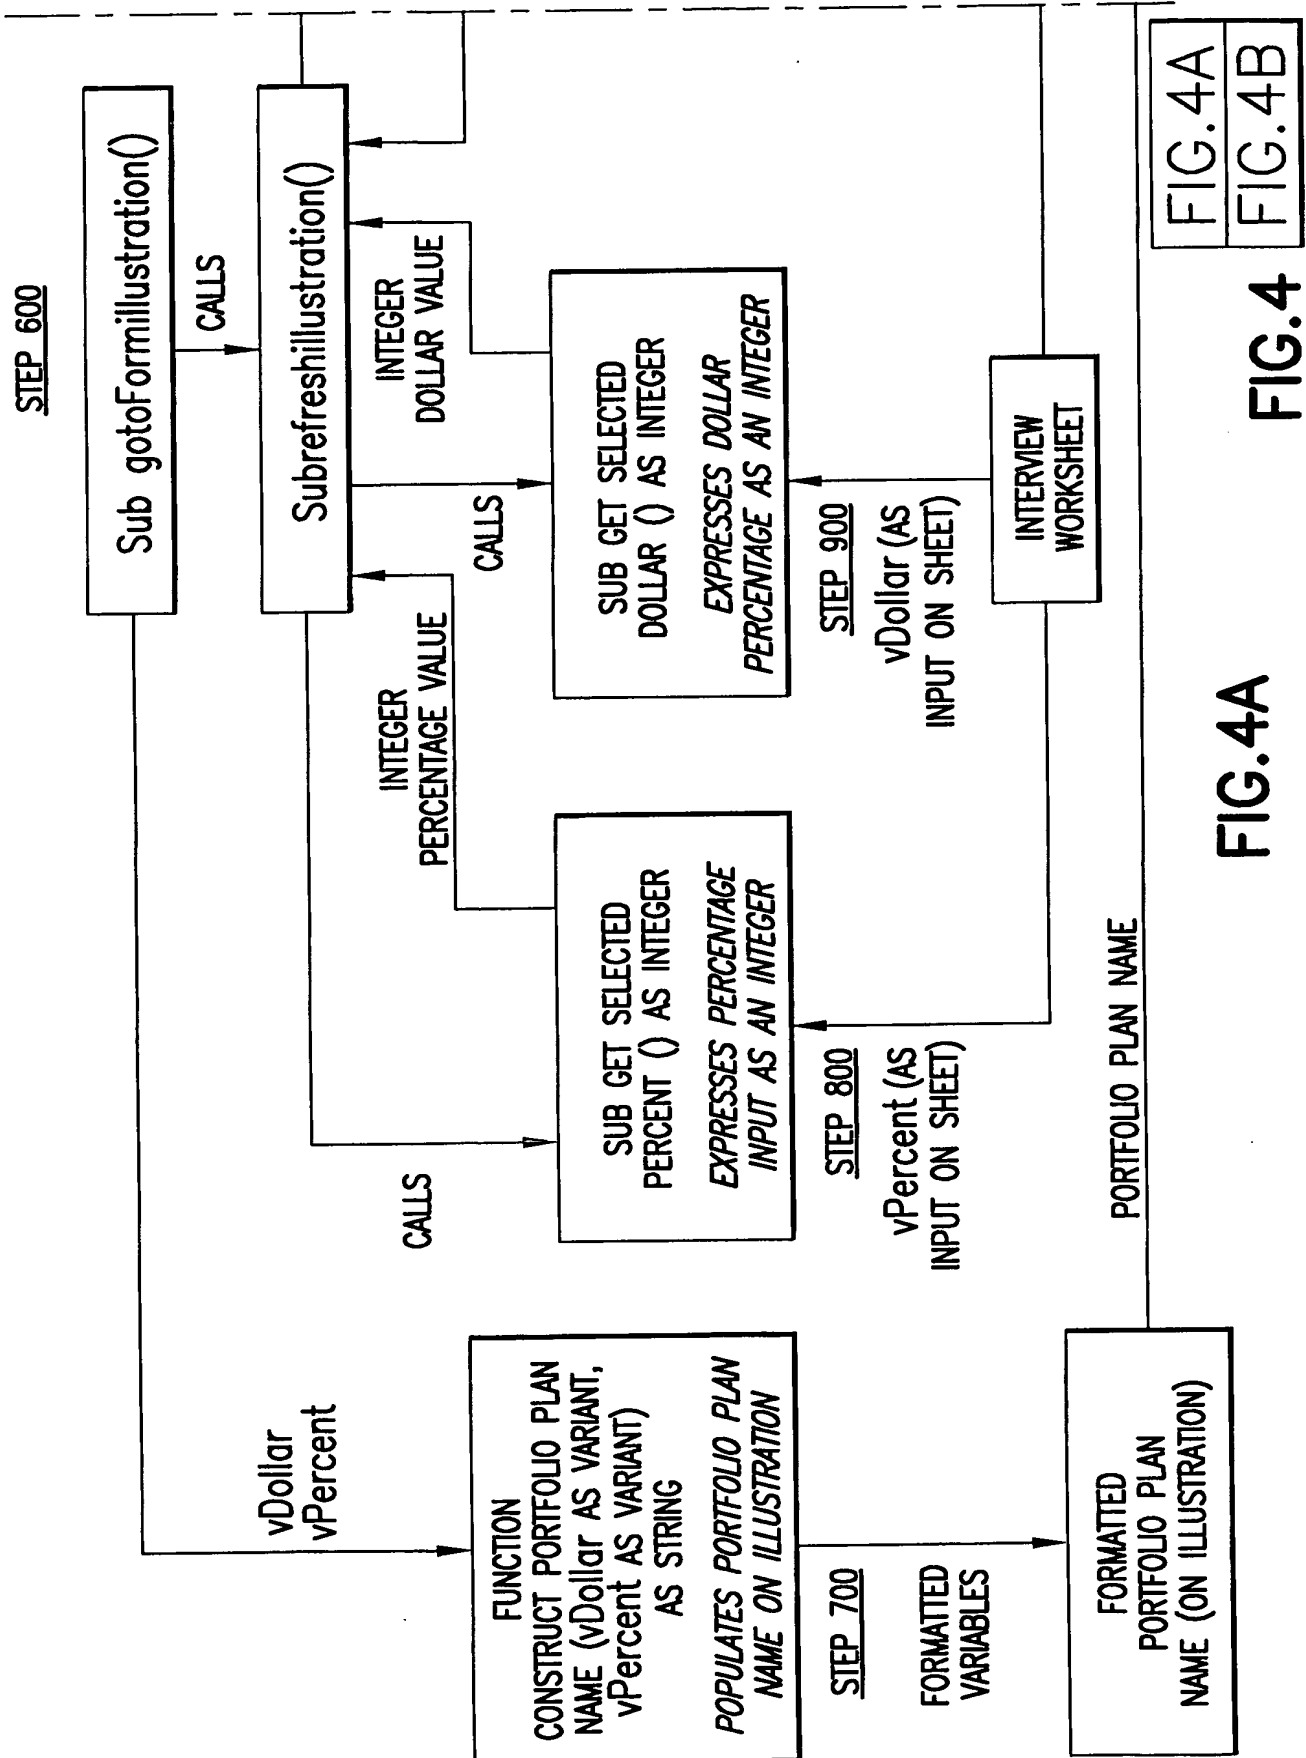 STEP 600
Sub gotoFormillustration()
CALLS
Subrefreshillustration()
vDollar
vPercent
CALLS
INTEGER
PERCENTAGE VALUE
CALLS
INTEGER
DOLLAR VALUE
FUNCTION
CONSTRUCT PORTFOLIO PLAN
NAME (vDollar AS VARIANT,
vPercent AS VARIANT)
AS STRING
POPULATES PORTFOLIO PLAN
NAME ON ILLUSTRATION
SUB GET SELECTED
PERCENT () AS INTEGER
EXPRESSES PERCENTAGE
INPUT AS AN INTEGER
SUB GET SELECTED
DOLLAR () AS INTEGER
EXPRESSES DOLLAR
PERCENTAGE AS AN INTEGER
STEP 700
FORMATTED
VARIABLES
STEP 800
vPercent (AS
INPUT ON SHEET)
STEP 900
vDollar (AS
INPUT ON SHEET)
INTERVIEW
WORKSHEET
FORMATTED
PORTFOLIO PLAN
NAME (ON ILLUSTRATION)
PORTFOLIO PLAN NAME
FIG.4A
FIG.4
FIG.4A
FIG.4B